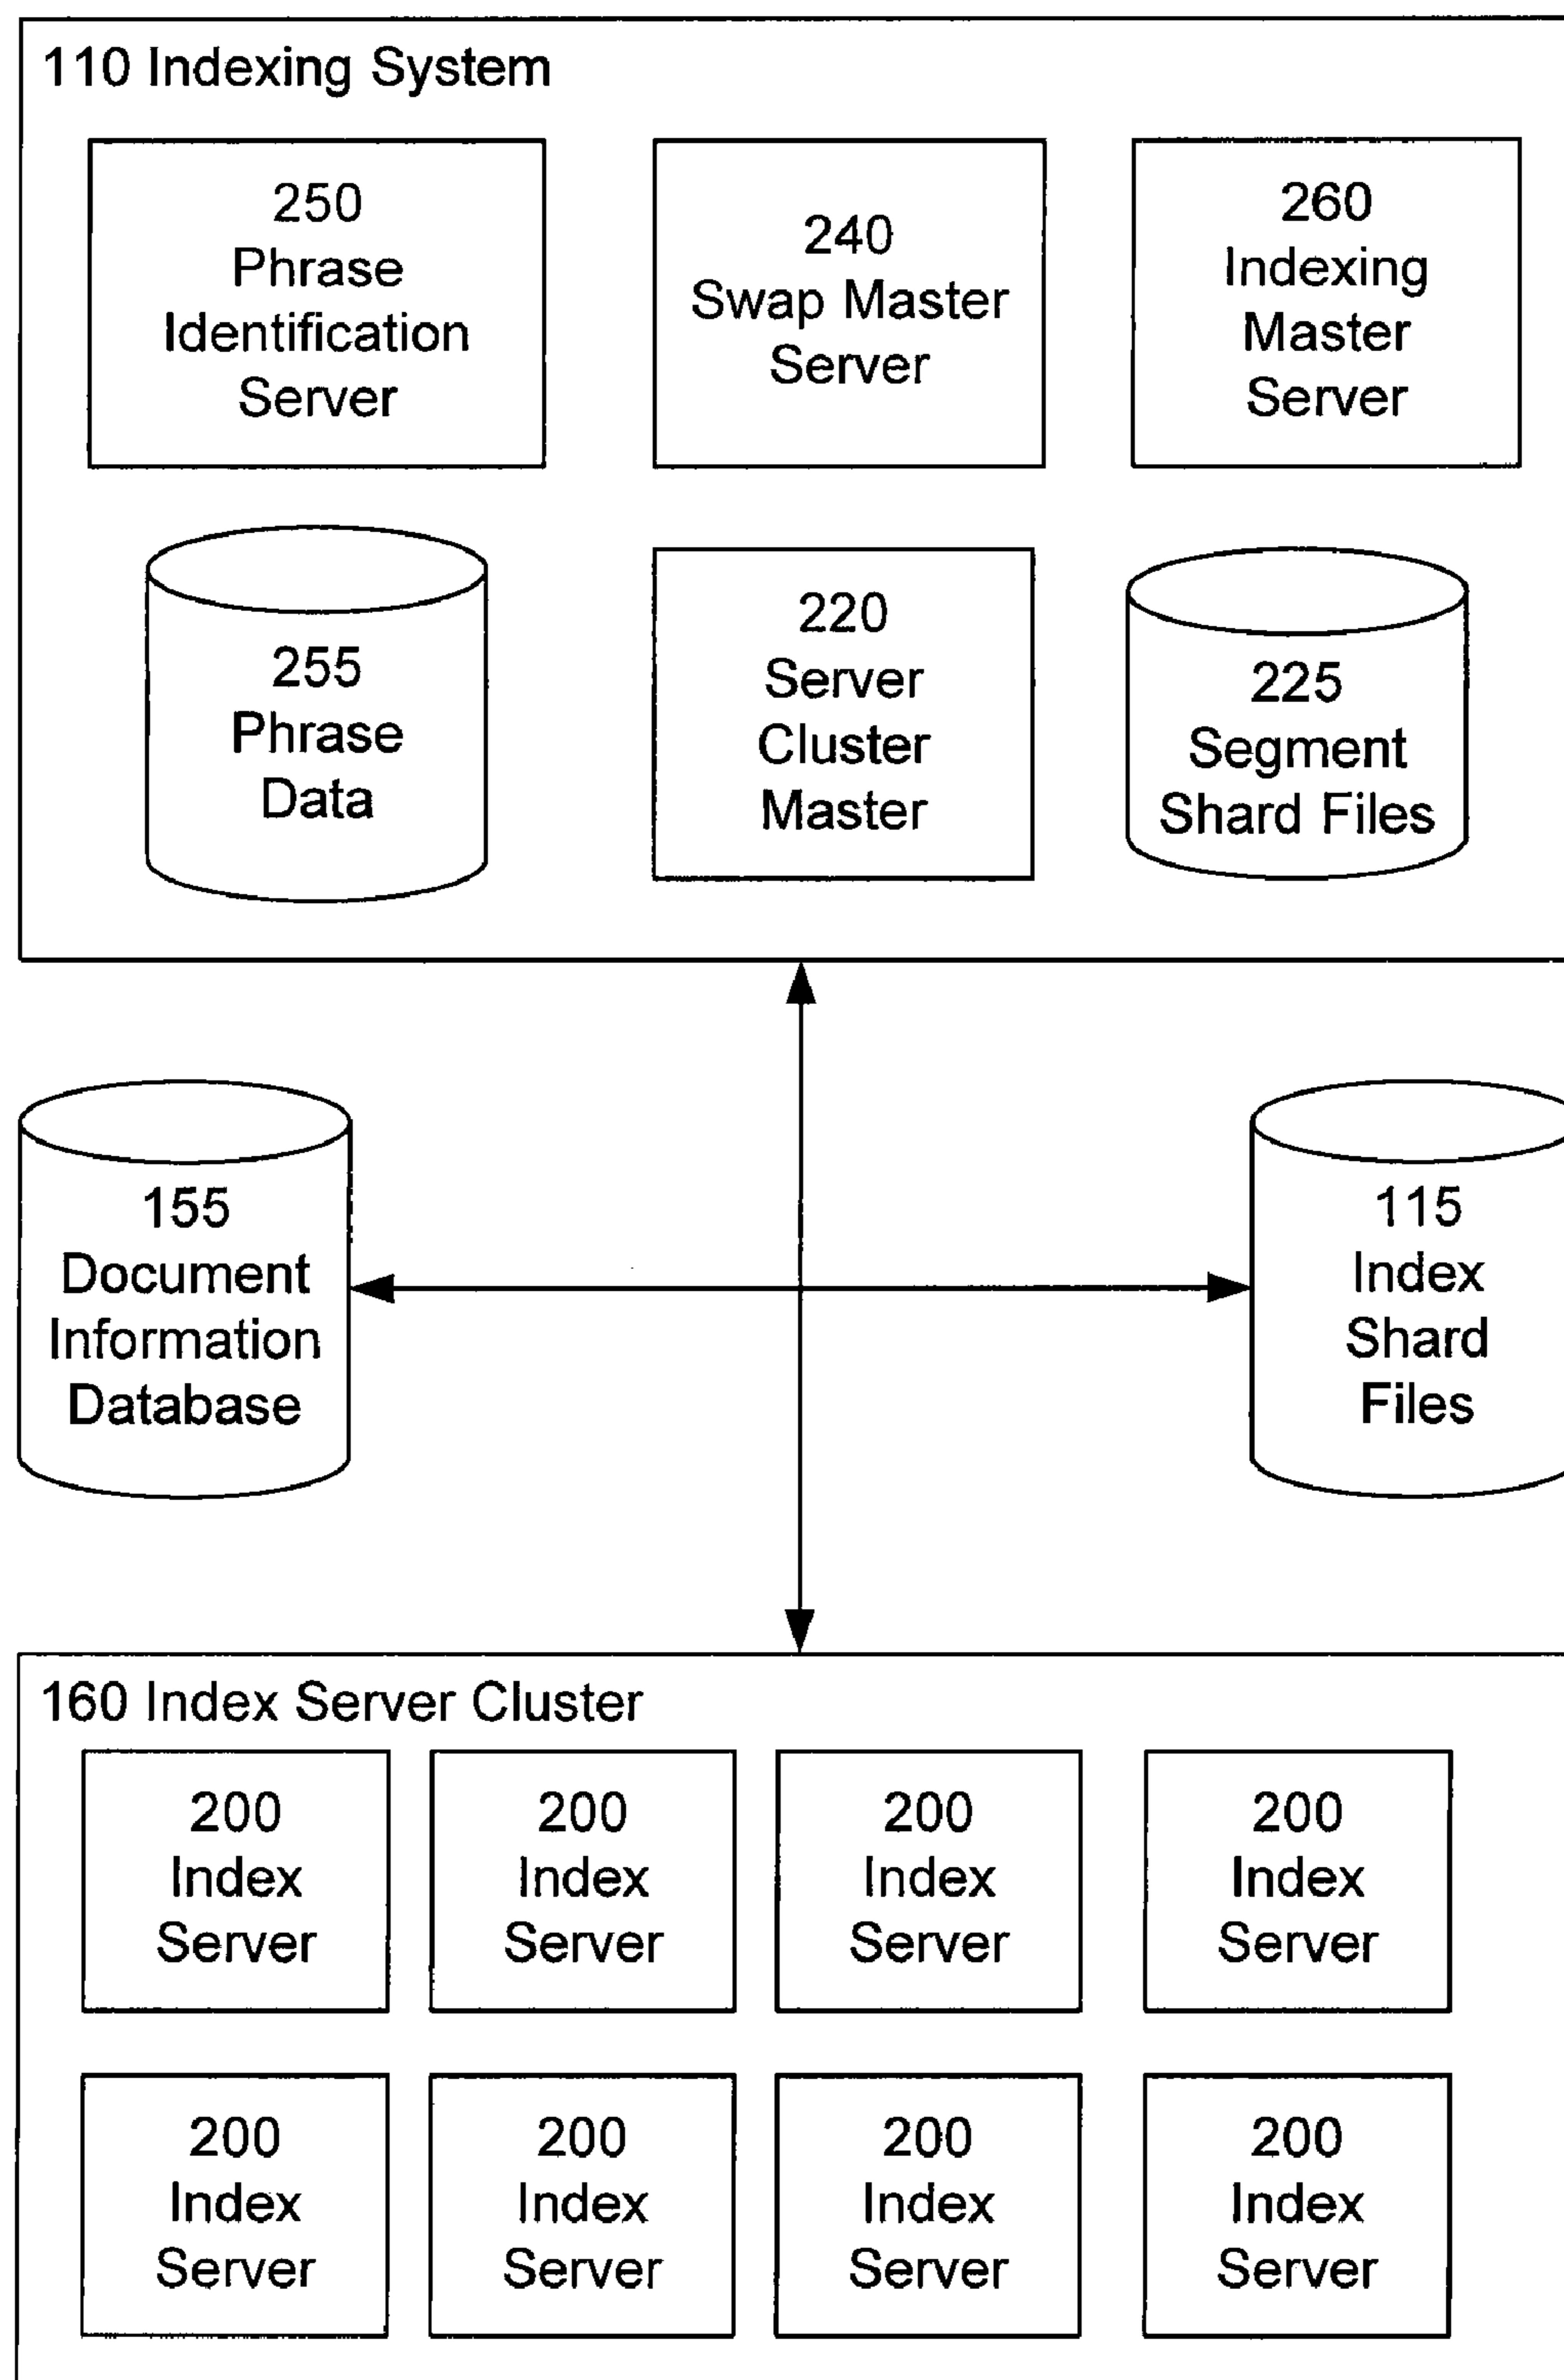 110 Indexing System
250
Phrase
Identification
Server
240
Swap Master
Server
260
Indexing
Master
Server
255
Phrase
Data
220
Server
Cluster
Master
225
Segment
Shard Files
155
Document
Information
Database
115
Index
Shard
Files
160 Index Server Cluster
200
Index
Server
200
Index
Server
200
Index
Server
200
Index
Server
200
Index
Server
200
Index
Server
200
Index
Server
200
Index
Server